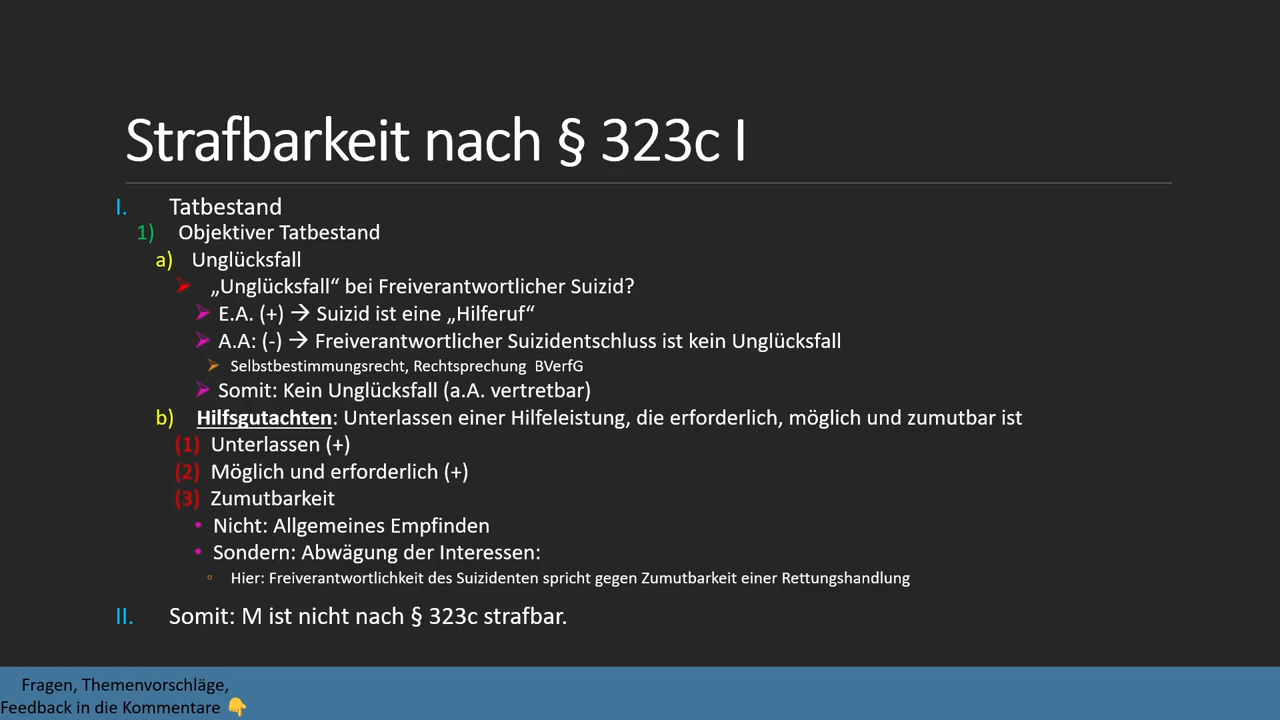 Strafbarkeit nach § 323c I
I. Tatbestand
1) Objektiver Tatbestand
a) Unglücksfall
„Unglücksfall“ bei Freiverantwortlicher Suizid?
E.A. (+) → Suizid ist eine „Hilferuf“
A.A: (-) → Freiverantwortlicher Suizidentschluss ist kein Unglücksfall
Selbstbestimmungsrecht, Rechtsprechung BVerfG
Somit: Kein Unglücksfall (a.A. vertretbar)
b) Hilfsgutachten: Unterlassen einer Hilfeleistung, die erforderlich, möglich und zumutbar ist
(1) Unterlassen (+)
(2) Möglich und erforderlich (+)
(3) Zumutbarkeit
• Nicht: Allgemeines Empfinden
• Sondern: Abwägung der Interessen:
▫ Hier: Freiverantwortlichkeit des Suizidenten spricht gegen Zumutbarkeit einer Rettungshandlung
II. Somit: M ist nicht nach § 323c strafbar.
Fragen, Themenvorschläge,
Feedback in die Kommentare 👇